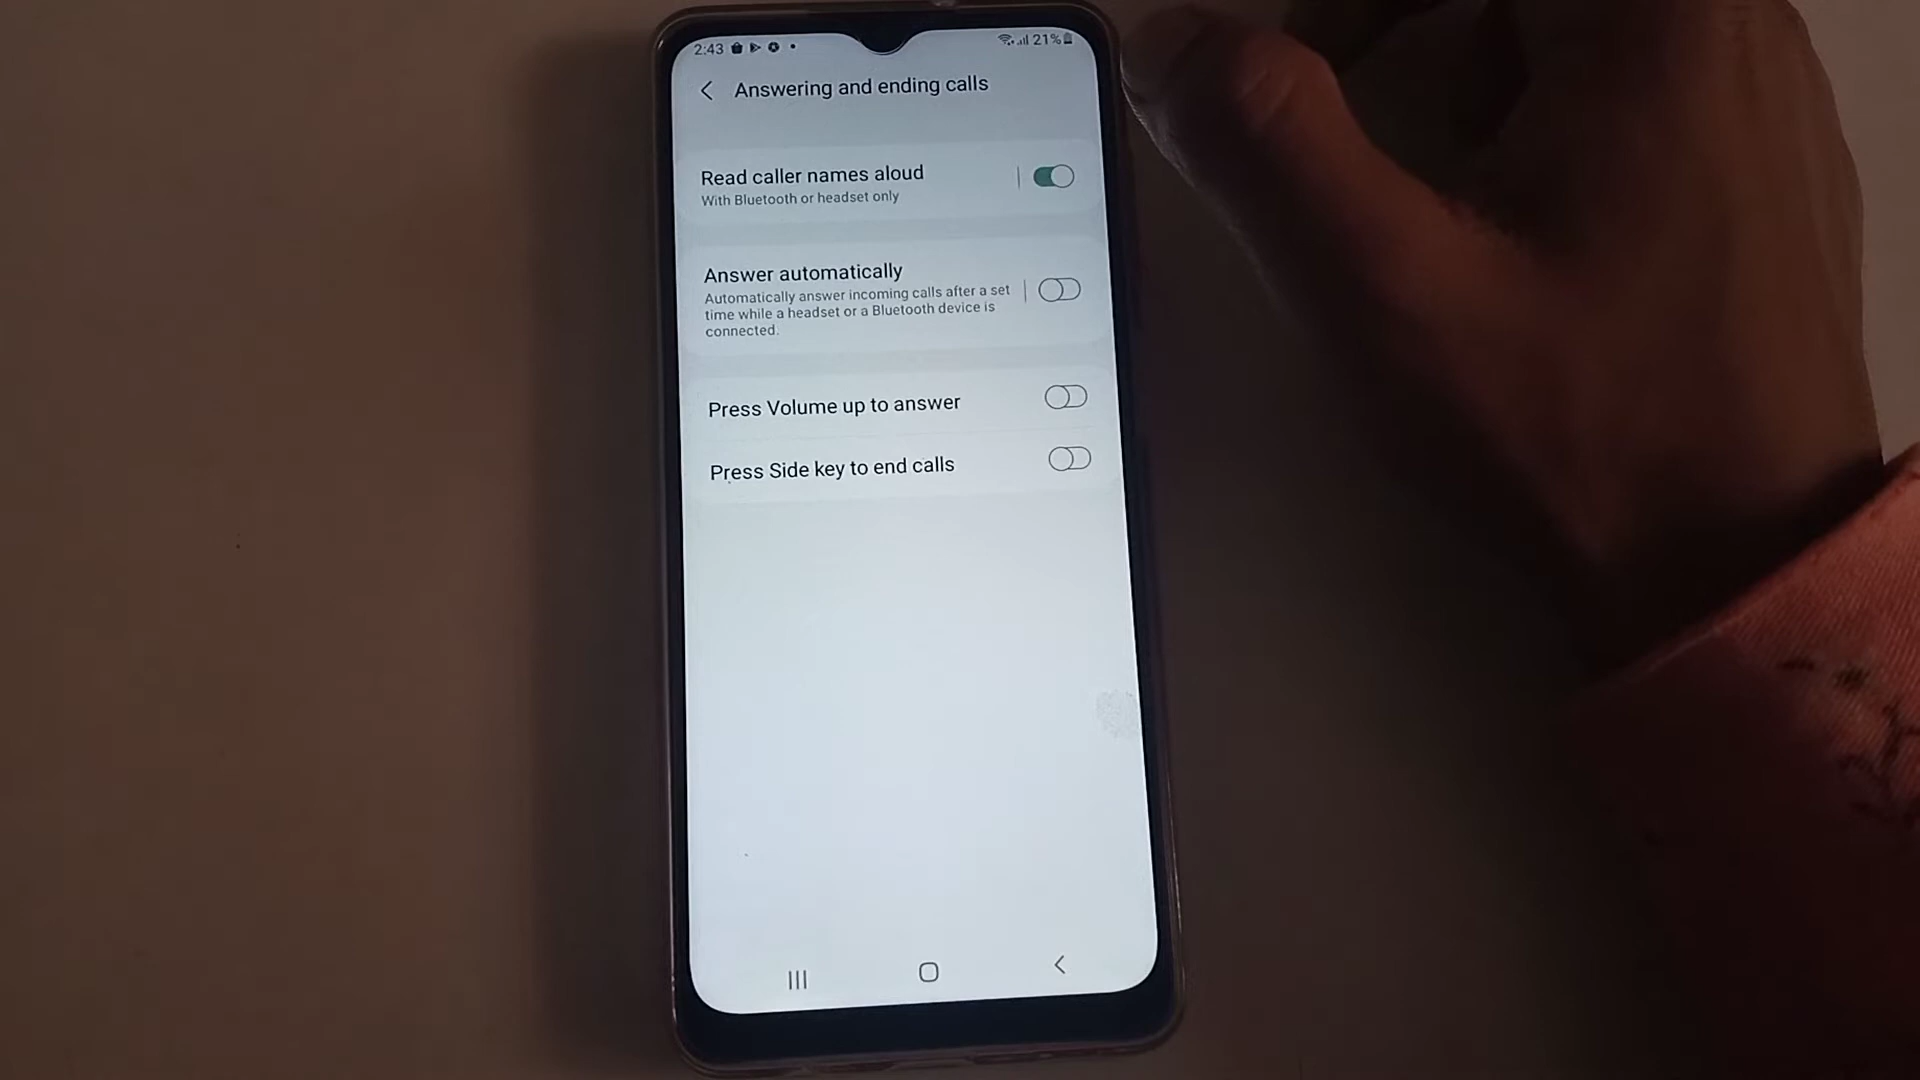 2:43
21%
Answering and ending calls
Read caller names aloud
With Bluetooth or headset only
Answer automatically
Automatically answer incoming calls after a set
time while a headset or a Bluetooth device is
connected.
Press Volume up to answer
Press Side key to end calls